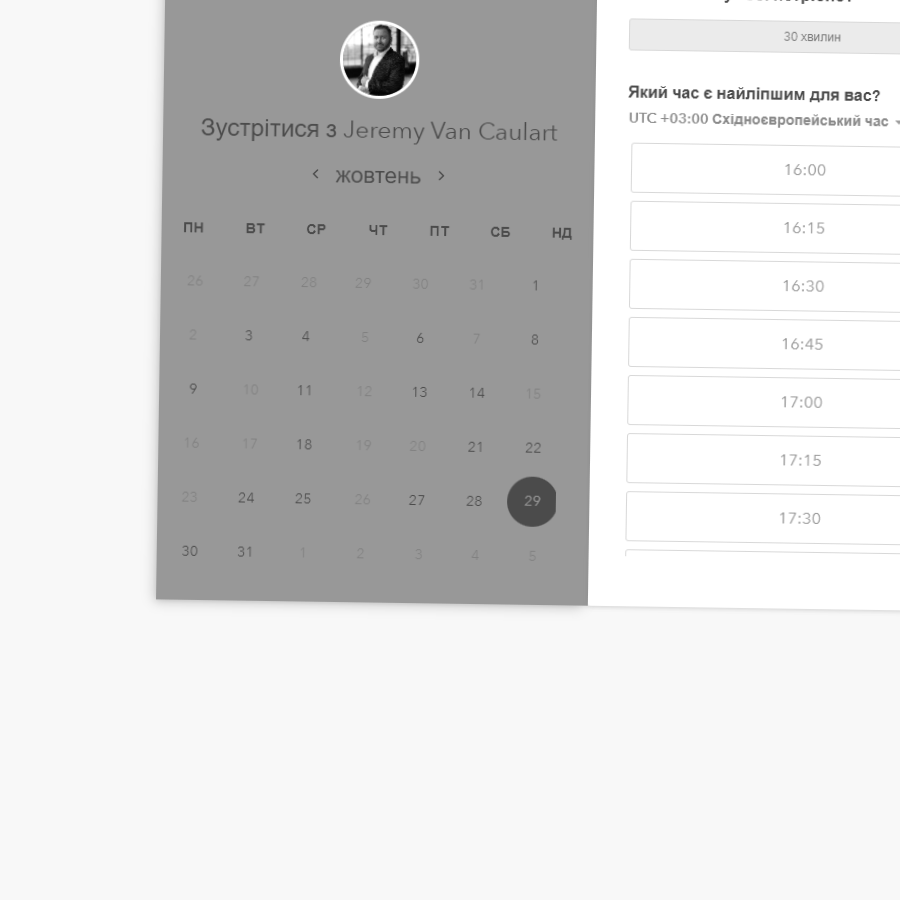 Зустрітися з Jeremy Van Caulart
жовтень
ПН ВТ СР ЧТ ПТ СБ НД
26 27 28 29 30 31 1
2 3 4 5 6 7 8
9 10 11 12 13 14 15
16 17 18 19 20 21 22
23 24 25 26 27 28 29
30 31 1 2 3 4 5
30 хвилин
Який час є найліпшим для вас?
UTC +03:00 Східноєвропейський час
16:00
16:15
16:30
16:45
17:00
17:15
17:30